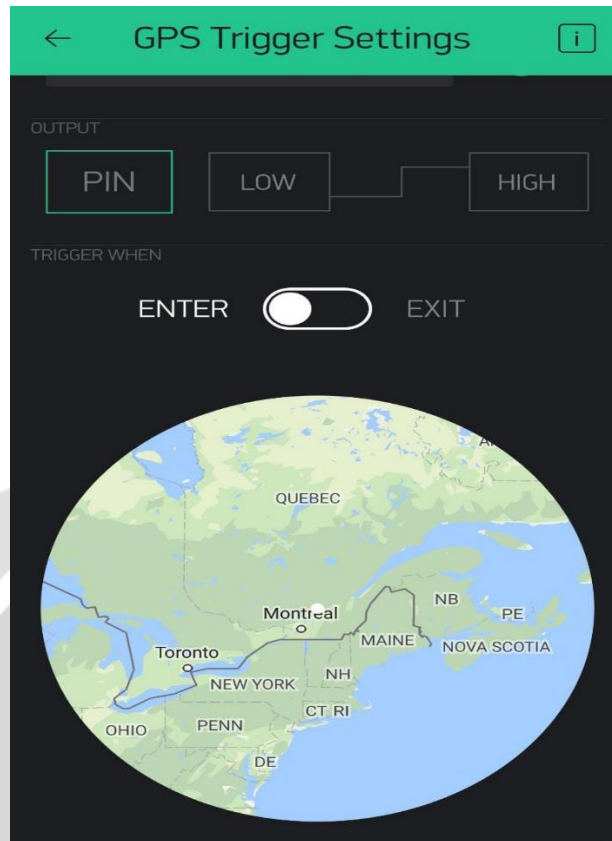 ← GPS Trigger Settings i
OUTPUT
PIN LOW HIGH
TRIGGER WHEN
ENTER EXIT
QUEBEC
Montreal
NB
PE
MAINE
NOVA SCOTIA
Toronto
NH
NEW YORK
CT RI
PENN
OHIO
DE